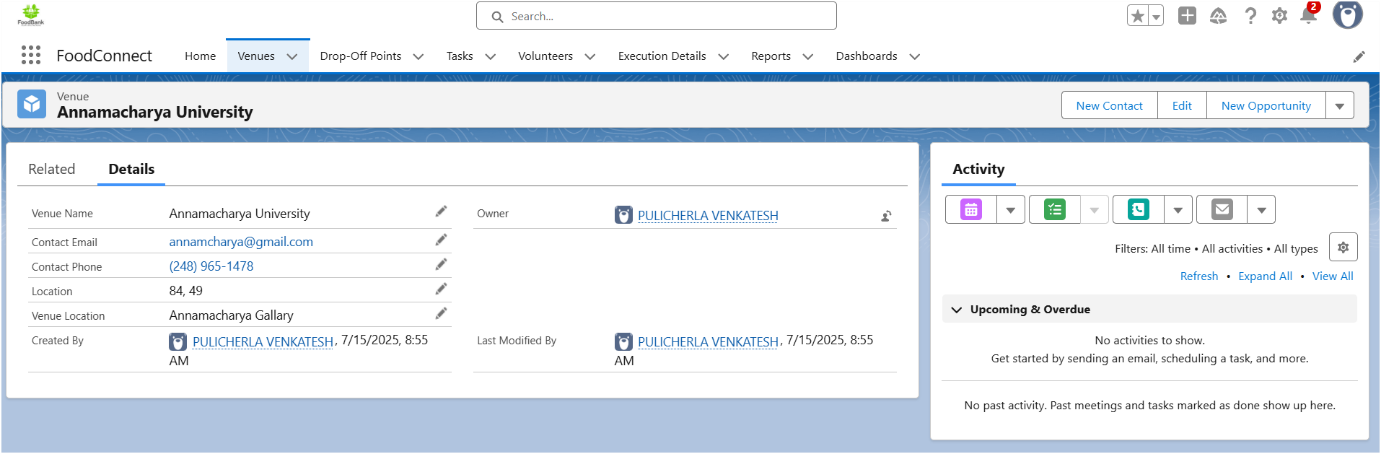 FoodBank
Search...
2
FoodConnect
Home
Venues
Drop-Off Points
Tasks
Volunteers
Execution Details
Reports
Dashboards
Venue
Annamacharya University
New Contact
Edit
New Opportunity
Related
Details
Venue Name
Annamacharya University
Owner
PULICHERLA VENKATESH
Contact Email
annamcharya@gmail.com
Contact Phone
(248) 965-1478
Location
84, 49
Venue Location
Annamacharya Gallary
Created By
PULICHERLA VENKATESH, 7/15/2025, 8:55
AM
Last Modified By
PULICHERLA VENKATESH, 7/15/2025, 8:55
AM
Activity
Filters: All time • All activities • All types
Refresh • Expand All • View All
Upcoming & Overdue
No activities to show.
Get started by sending an email, scheduling a task, and more.
No past activity. Past meetings and tasks marked as done show up here.